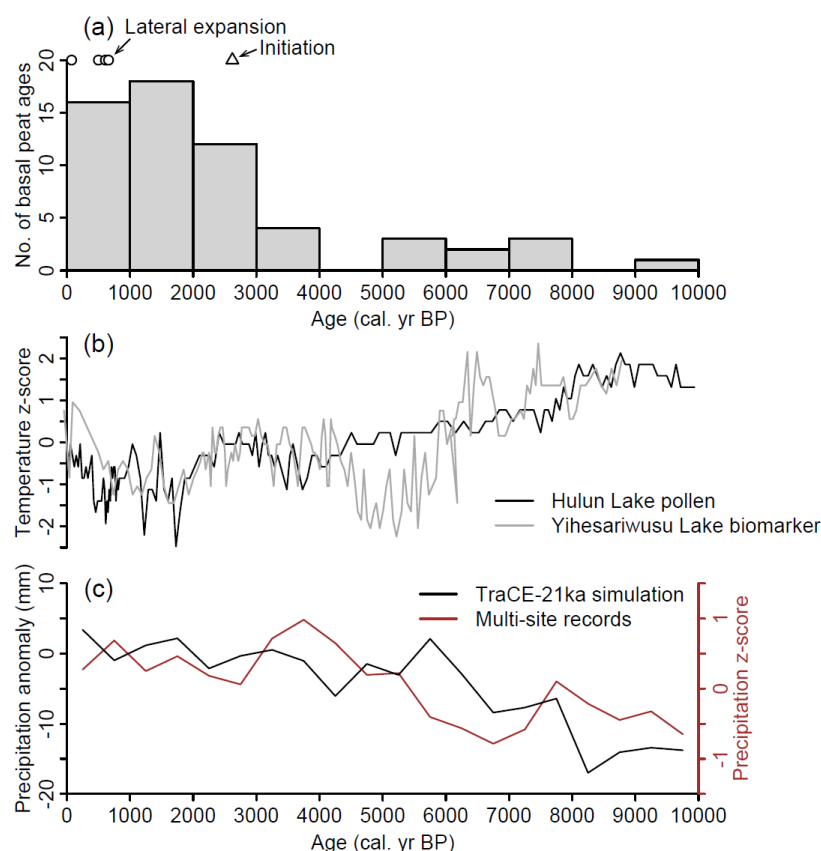 (a)
Lateral expansion
Initiation
No. of basal peat ages
20
15
10
5
0
0 1000 2000 3000 4000 5000 6000 7000 8000 9000 10000
Age (cal. yr BP)
(b)
Temperature z-score
2
1
0
-1
-2
Hulun Lake pollen
Yihesariwusu Lake biomarker
(c)
TraCE-21ka simulation
Multi-site records
Precipitation anomaly (mm)
10
0
-10
-20
1
0
-1
Precipitation z-score
0 1000 2000 3000 4000 5000 6000 7000 8000 9000 10000
Age (cal. yr BP)